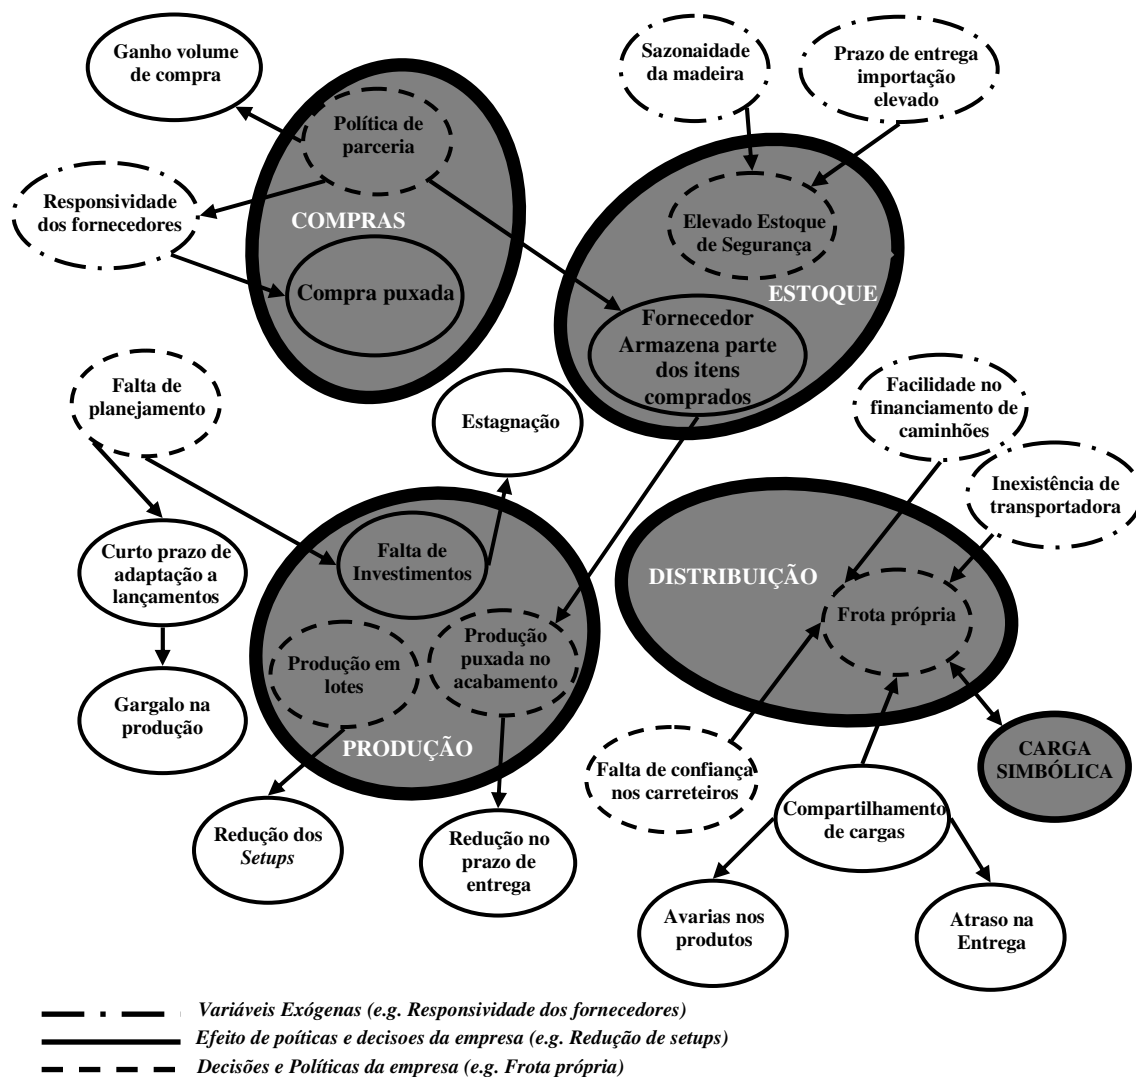 Ganho volume
de compra
Sazonaidade
da madeira
Prazo de entrega
importação
elevado
Política de
parceria
Responsividade
dos fornecedores
COMPRAS
Compra puxada
Elevado Estoque
de Segurança
ESTOQUE
Fornecedor
Armazena parte
dos itens
comprados
Falta de
planejamento
Estagnação
Facilidade no
financiamento de
caminhões
Inexistência de
transportadora
Curto prazo de
adaptação a
lançamentos
Falta de
Investimentos
DISTRIBUIÇÃO
Frota própria
Produção em
lotes
Produção
puxada no
acabamento
Gargalo na
produção
PRODUÇÃO
Falta de confiança
nos carreteiros
CARGA
SIMBÓLICA
Compartilhamento
de cargas
Redução dos
Setups
Redução no
prazo de
entrega
Avarias nos
produtos
Atraso na
Entrega
Variáveis Exógenas (e.g. Responsividade dos fornecedores)
Efeito de poíticas e decisoes da empresa (e.g. Redução de setups)
Decisões e Políticas da empresa (e.g. Frota própria)